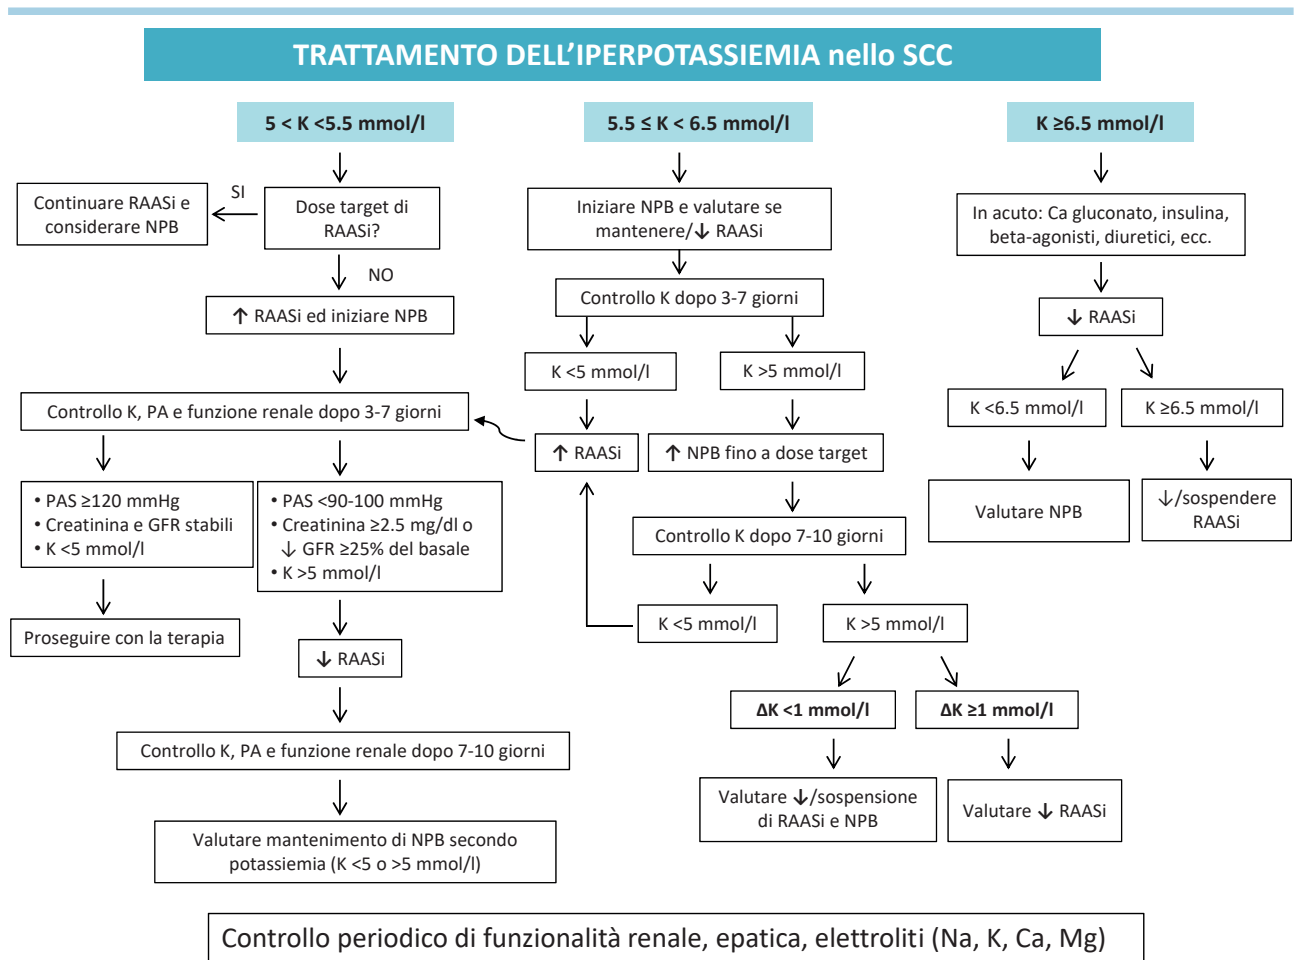 TRATTAMENTO DELL’IPERPOTASSIEMIA nello SCC
5 < K <5.5 mmol/l
SI
Continuare RAASi e
considerare NPB
Dose target di
RAASi?
NO
↑ RAASi ed iniziare NPB
Controllo K, PA e funzione renale dopo 3-7 giorni
• PAS ≥120 mmHg
• Creatinina e GFR stabili
• K <5 mmol/l
Proseguire con la terapia
• PAS <90-100 mmHg
• Creatinina ≥2.5 mg/dl o
↓ GFR ≥25% del basale
• K >5 mmol/l
↓ RAASi
Controllo K, PA e funzione renale dopo 7-10 giorni
Valutare mantenimento di NPB secondo
potassiemia (K <5 o >5 mmol/l)
5.5 ≤ K < 6.5 mmol/l
Iniziare NPB e valutare se
mantenere/↓ RAASi
Controllo K dopo 3-7 giorni
K <5 mmol/l
↑ RAASi
K >5 mmol/l
↑ NPB fino a dose target
Controllo K dopo 7-10 giorni
K <5 mmol/l
K >5 mmol/l
ΔK <1 mmol/l
Valutare ↓/sospensione
di RAASi e NPB
ΔK ≥1 mmol/l
Valutare ↓ RAASi
K ≥6.5 mmol/l
In acuto: Ca gluconato, insulina,
beta-agonisti, diuretici, ecc.
↓ RAASi
K <6.5 mmol/l
Valutare NPB
K ≥6.5 mmol/l
↓/sospendere
RAASi
Controllo periodico di funzionalità renale, epatica, elettroliti (Na, K, Ca, Mg)